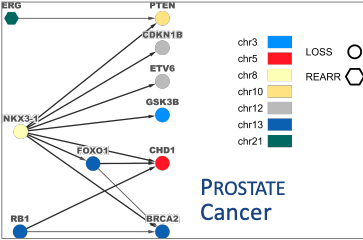 ERG
PTEN
CDKN1B
ETV6
GSK3B
NKX3-1
FOXO1
CHD1
RB1
BRCA2
chr3
chr5
chr8
chr10
chr12
chr13
chr21
LOSS
REARR
PROSTATE
Cancer